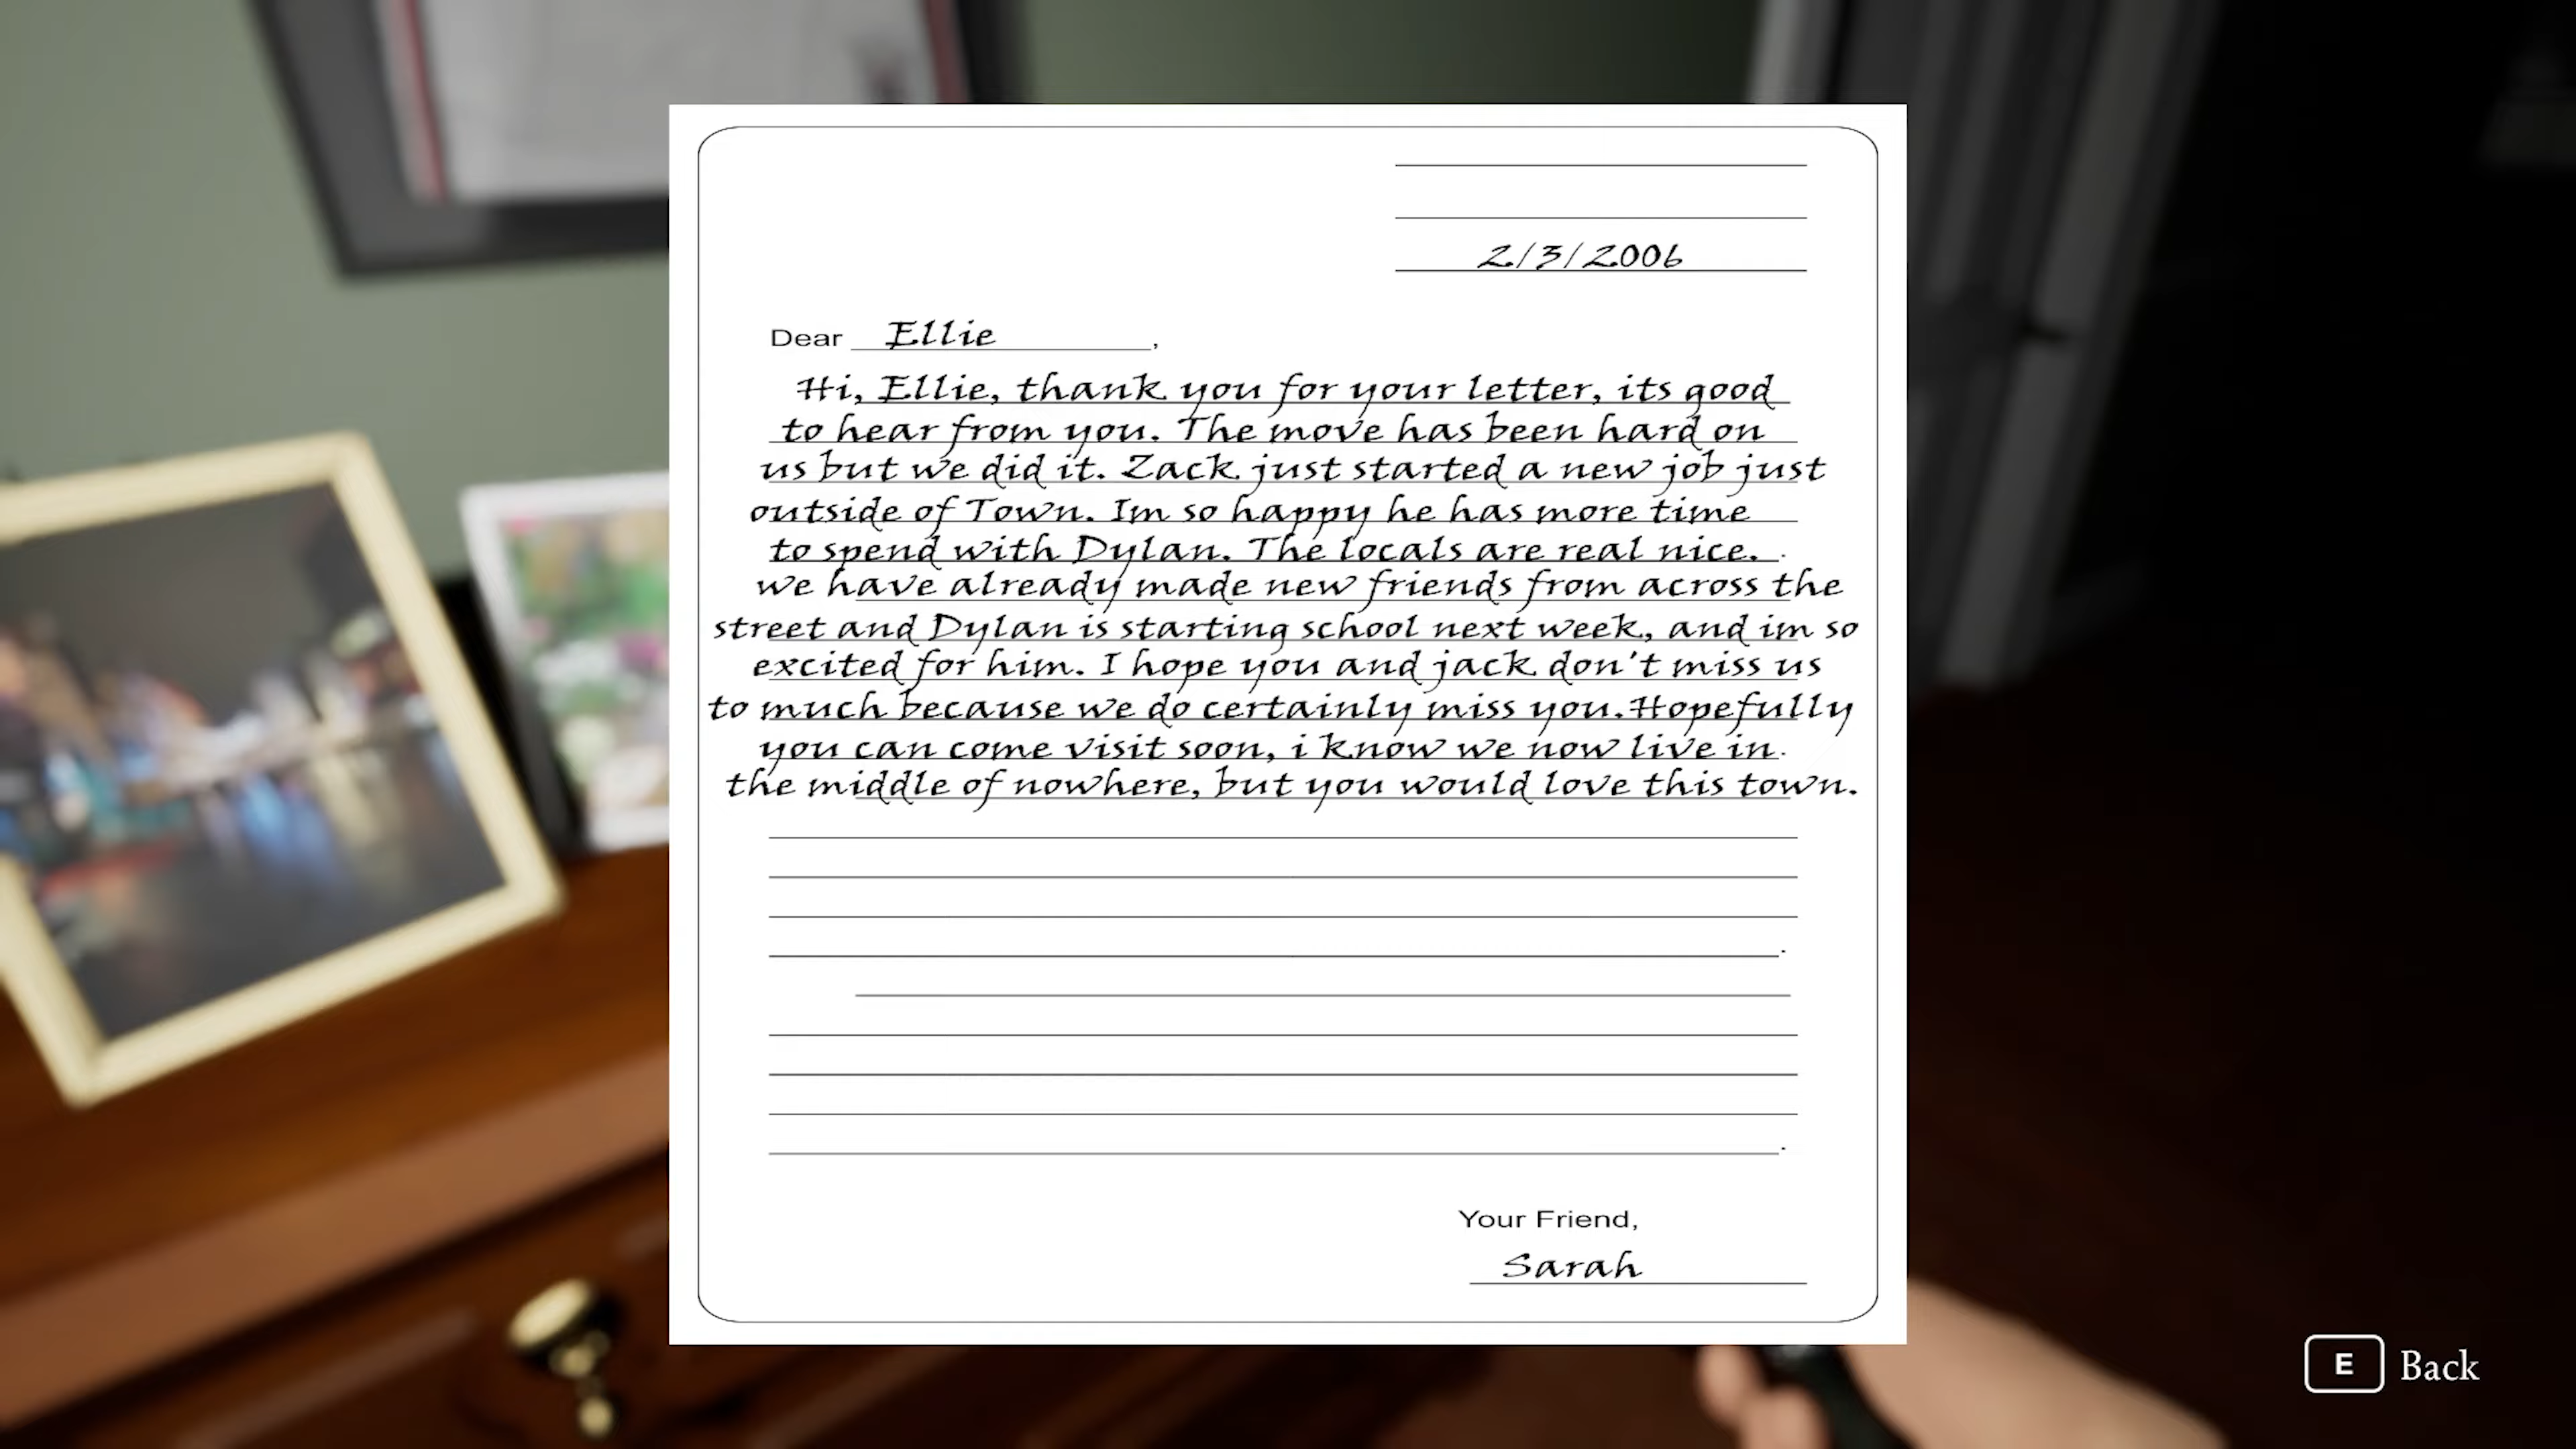 2/3/2006
Dear Ellie,
Hi, Ellie, thank you for your letter, its good
to hear from you. The move has been hard on
us but we did it. Zack just started a new job just
outside of Town. Im so happy he has more time
to spend with Dylan. The locals are real nice.
we have already made new friends from across the
street and Dylan is starting school next week, and im so
excited for him. I hope you and jack don't miss us
to much because we do certainly miss you.Hopefully
you can come visit soon, i know we now live in
the middle of nowhere, but you would love this town.
Your Friend,
Sarah
E Back